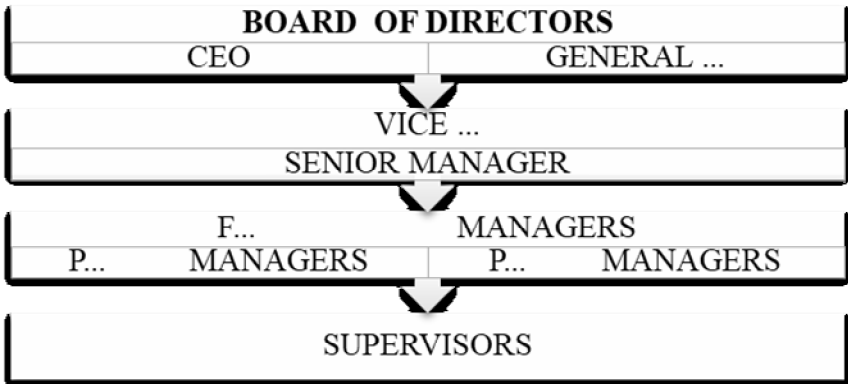 BOARD OF DIRECTORS
CEO GENERAL ...
VICE ...
SENIOR MANAGER
F... MANAGERS
P... MANAGERS P... MANAGERS
SUPERVISORS